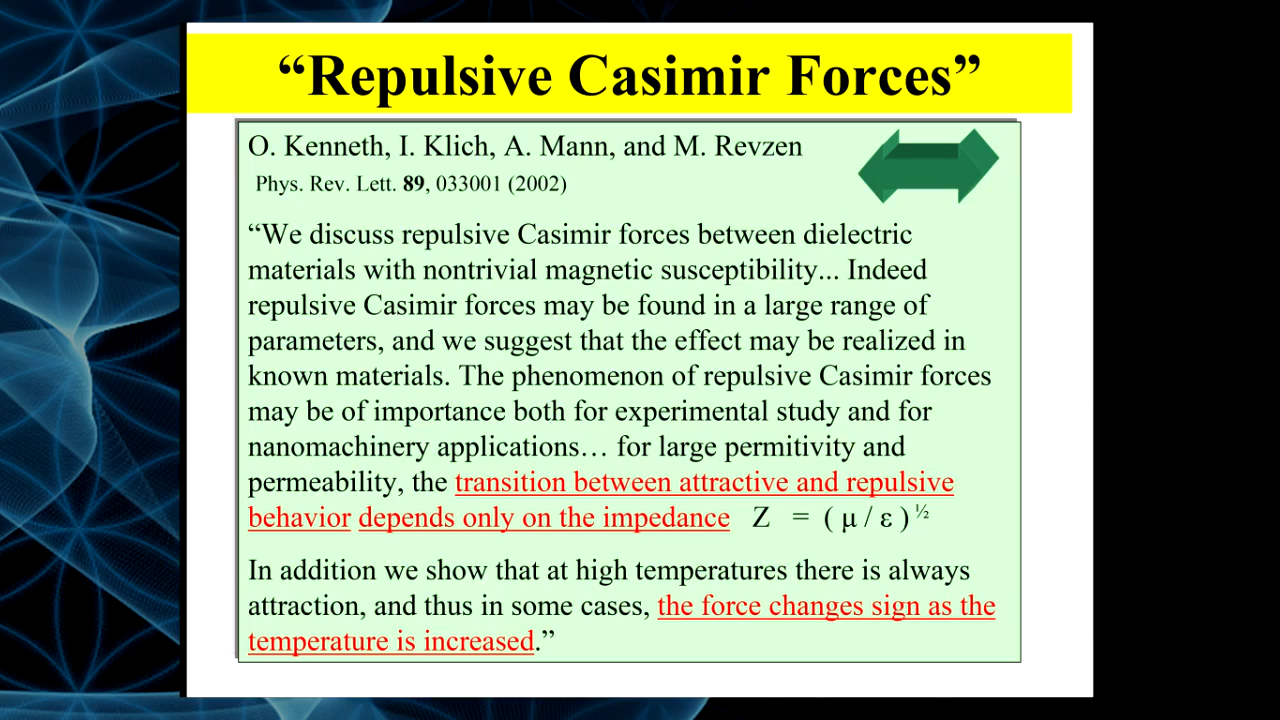 “Repulsive Casimir Forces”
O. Kenneth, I. Klich, A. Mann, and M. Revzen
Phys. Rev. Lett. 89, 033001 (2002)
“We discuss repulsive Casimir forces between dielectric
materials with nontrivial magnetic susceptibility... Indeed
repulsive Casimir forces may be found in a large range of
parameters, and we suggest that the effect may be realized in
known materials. The phenomenon of repulsive Casimir forces
may be of importance both for experimental study and for
nanomachinery applications… for large permitivity and
permeability, the transition between attractive and repulsive
behavior depends only on the impedance Z = ( μ / ε ) ½
In addition we show that at high temperatures there is always
attraction, and thus in some cases, the force changes sign as the
temperature is increased.”